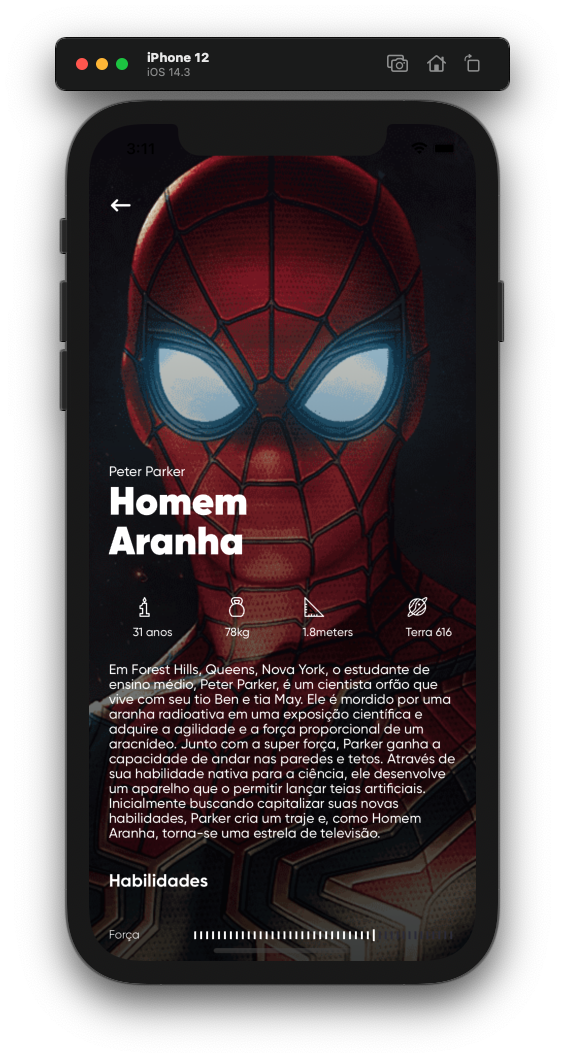 iPhone 12
iOS 14.3
3:11
Peter Parker
Homem
Aranha
31 anos 78kg 1.8meters Terra 616
Em Forest Hills, Queens, Nova York, o estudante de
ensino médio, Peter Parker, é um cientista orfão que
vive com seu tio Ben e tia May. Ele é mordido por uma
aranha radioativa em uma exposição científica e
adquire a agilidade e a força proporcional de um
aracnídeo. Junto com a super força, Parker ganha a
capacidade de andar nas paredes e tetos. Através de
sua habilidade nativa para a ciência, ele desenvolve
um aparelho que o permitir lançar teias artificiais.
Inicialmente buscando capitalizar suas novas
habilidades, Parker cria um traje e, como Homem
Aranha, torna-se uma estrela de televisão.
Habilidades
Força